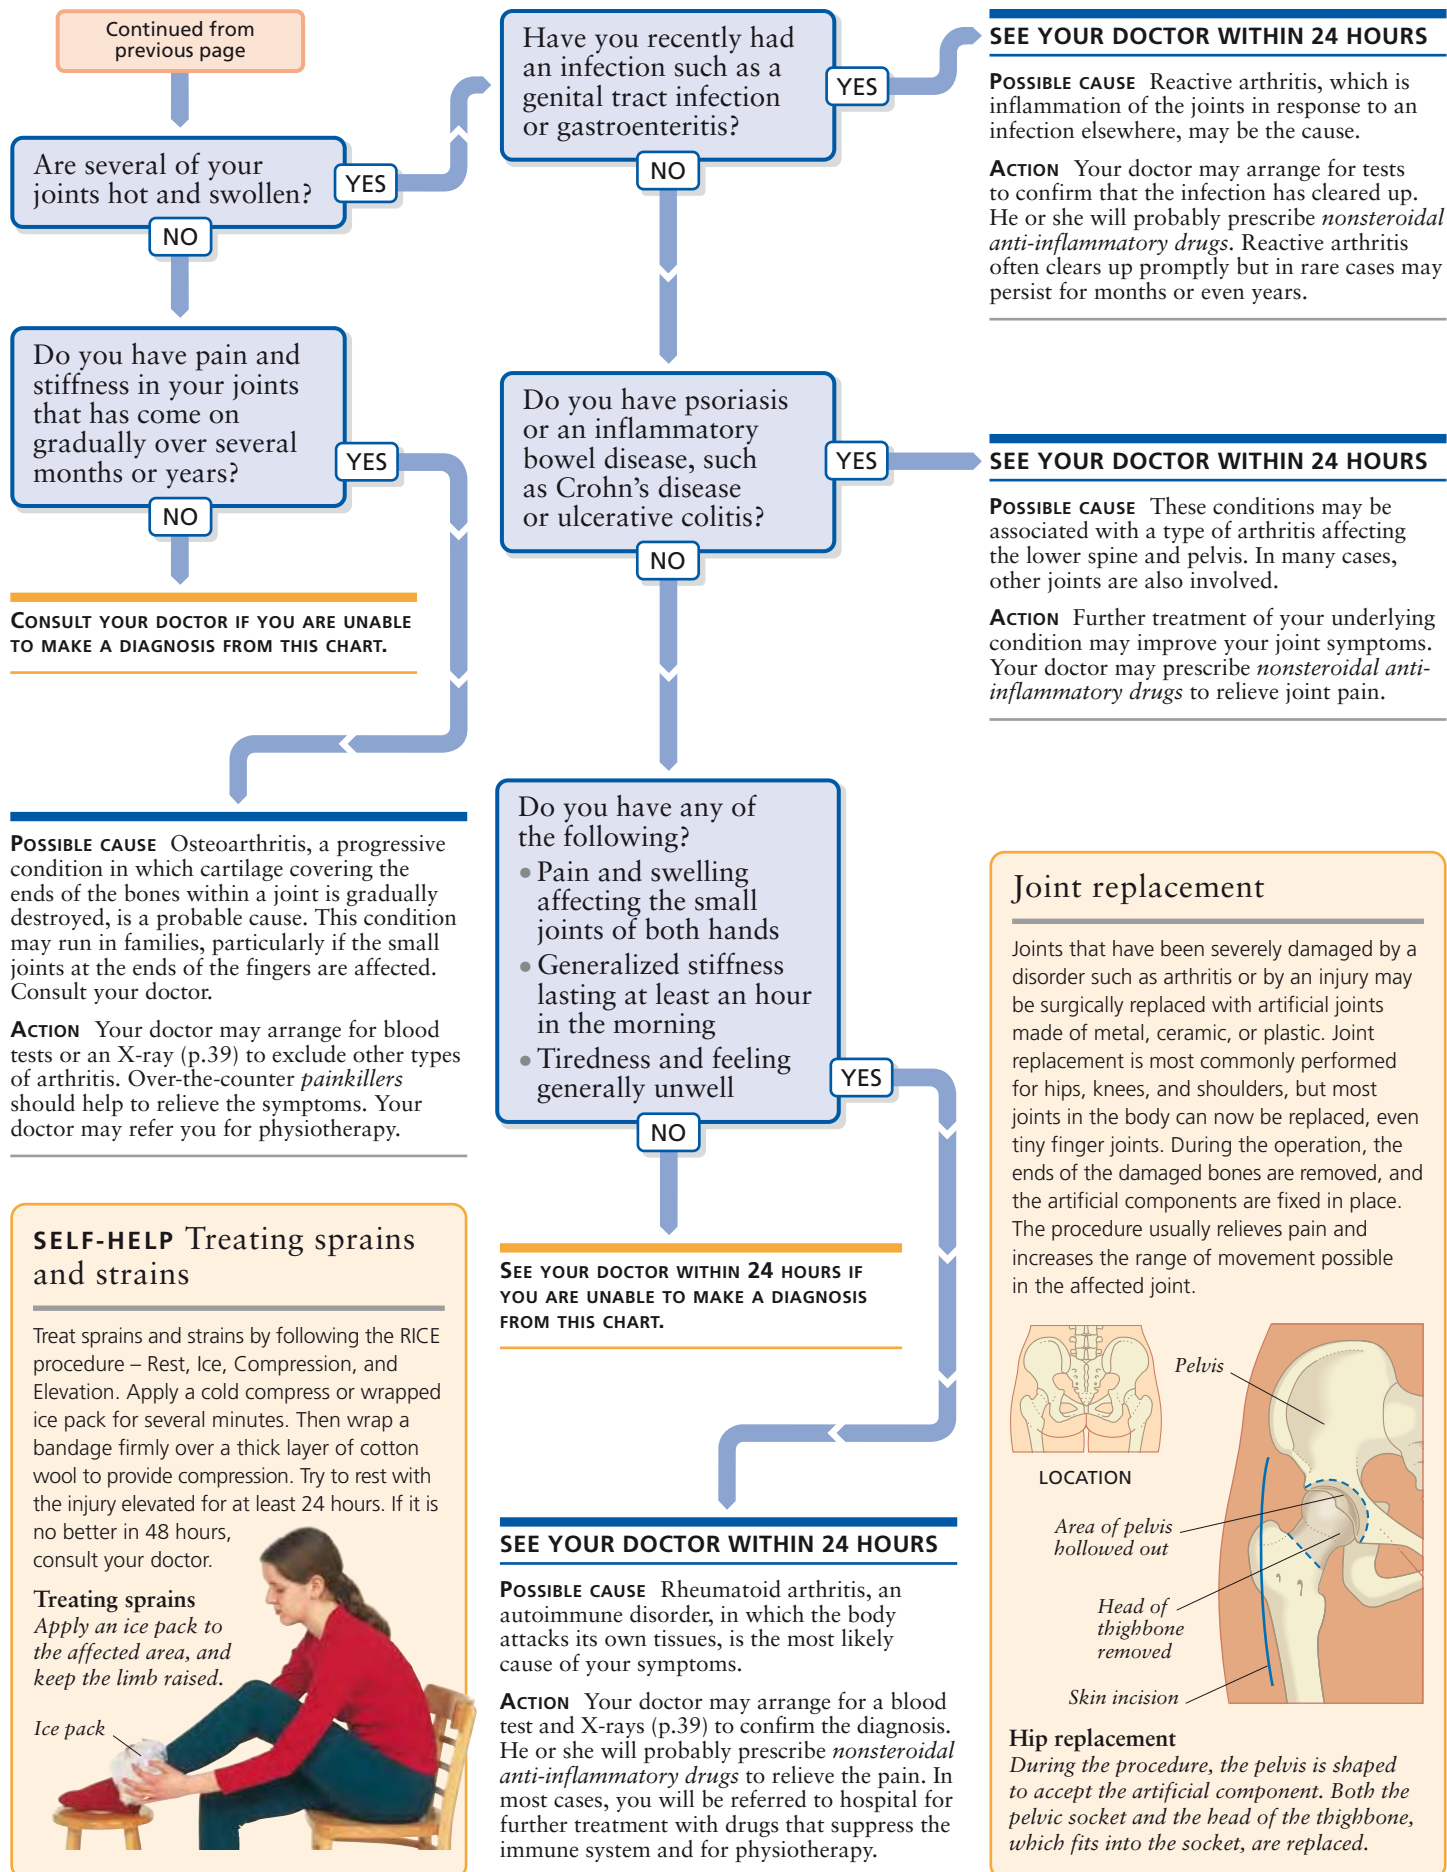 Continued from
previous page
Are several of your
joints hot and swollen?
YES
NO
Do you have pain and
stiffness in your joints
that has come on
gradually over several
months or years?
YES
NO
CONSULT YOUR DOCTOR IF YOU ARE UNABLE
TO MAKE A DIAGNOSIS FROM THIS CHART.
POSSIBLE CAUSE Osteoarthritis, a progressive
condition in which cartilage covering the
ends of the bones within a joint is gradually
destroyed, is a probable cause. This condition
may run in families, particularly if the small
joints at the ends of the fingers are affected.
Consult your doctor.
ACTION Your doctor may arrange for blood
tests or an X-ray (p.39) to exclude other types
of arthritis. Over-the-counter painkillers
should help to relieve the symptoms. Your
doctor may refer you for physiotherapy.
SELF-HELP Treating sprains
and strains
Treat sprains and strains by following the RICE
procedure – Rest, Ice, Compression, and
Elevation. Apply a cold compress or wrapped
ice pack for several minutes. Then wrap a
bandage firmly over a thick layer of cotton
wool to provide compression. Try to rest with
the injury elevated for at least 24 hours. If it is
no better in 48 hours,
consult your doctor.
Treating sprains
Apply an ice pack to
the affected area, and
keep the limb raised.
Ice pack
Have you recently had
an infection such as a
genital tract infection
or gastroenteritis?
YES
NO
Do you have psoriasis
or an inflammatory
bowel disease, such
as Crohn's disease
or ulcerative colitis?
YES
NO
Do you have any of
the following?
• Pain and swelling
affecting the small
joints of both hands
• Generalized stiffness
lasting at least an hour
in the morning
• Tiredness and feeling
generally unwell
YES
NO
SEE YOUR DOCTOR WITHIN 24 HOURS IF
YOU ARE UNABLE TO MAKE A DIAGNOSIS
FROM THIS CHART.
SEE YOUR DOCTOR WITHIN 24 HOURS
POSSIBLE CAUSE Rheumatoid arthritis, an
autoimmune disorder, in which the body
attacks its own tissues, is the most likely
cause of your symptoms.
ACTION Your doctor may arrange for a blood
test and X-rays (p.39) to confirm the diagnosis.
He or she will probably prescribe nonsteroidal
anti-inflammatory drugs to relieve the pain. In
most cases, you will be referred to hospital for
further treatment with drugs that suppress the
immune system and for physiotherapy.
SEE YOUR DOCTOR WITHIN 24 HOURS
POSSIBLE CAUSE Reactive arthritis, which is
inflammation of the joints in response to an
infection elsewhere, may be the cause.
ACTION Your doctor may arrange for tests
to confirm that the infection has cleared up.
He or she will probably prescribe nonsteroidal
anti-inflammatory drugs. Reactive arthritis
often clears up promptly but in rare cases may
persist for months or even years.
SEE YOUR DOCTOR WITHIN 24 HOURS
POSSIBLE CAUSE These conditions may be
associated with a type of arthritis affecting
the lower spine and pelvis. In many cases,
other joints are also involved.
ACTION Further treatment of your underlying
condition may improve your joint symptoms.
Your doctor may prescribe nonsteroidal anti-
inflammatory drugs to relieve joint pain.
Joint replacement
Joints that have been severely damaged by a
disorder such as arthritis or by an injury may
be surgically replaced with artificial joints
made of metal, ceramic, or plastic. Joint
replacement is most commonly performed
for hips, knees, and shoulders, but most
joints in the body can now be replaced, even
tiny finger joints. During the operation, the
ends of the damaged bones are removed, and
the artificial components are fixed in place.
The procedure usually relieves pain and
increases the range of movement possible
in the affected joint.
Pelvis
LOCATION
Area of pelvis
hollowed out
Head of
thighbone
removed
Skin incision
Hip replacement
During the procedure, the pelvis is shaped
to accept the artificial component. Both the
pelvic socket and the head of the thighbone,
which fits into the socket, are replaced.